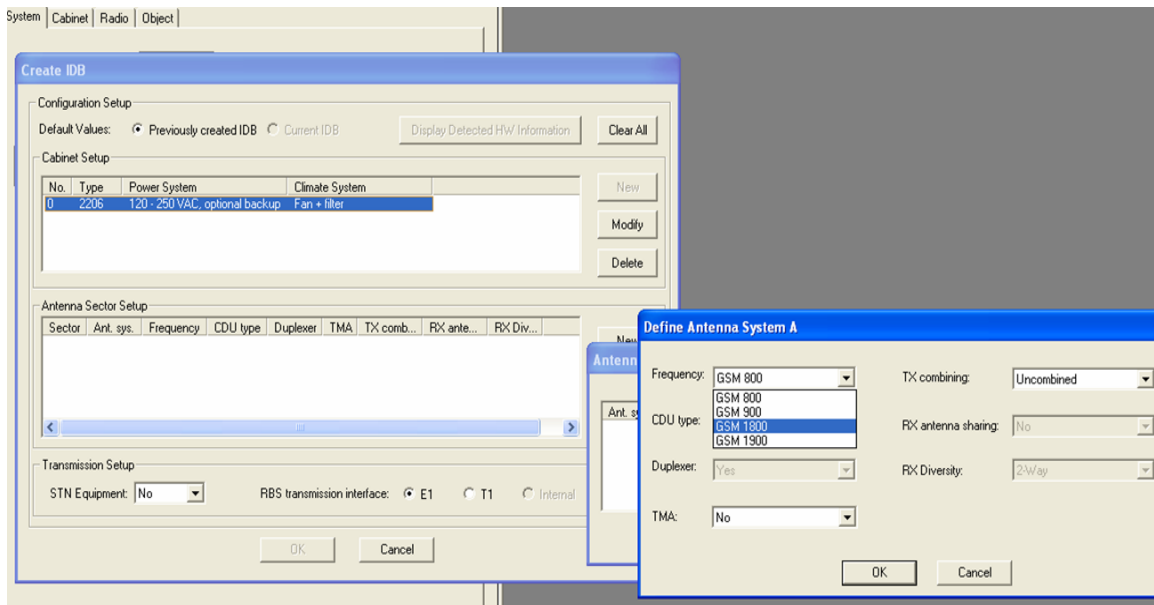 System Cabinet Radio Object
Create IDB
Configuration Setup
Default Values: Previously created IDB Current IDB Display Detected HW Information Clear All
Cabinet Setup
No. Type Power System Climate System
0 2206 120 - 250 VAC, optional backup Fan + filter
New
Modify
Delete
Antenna Sector Setup
Sector Ant. sys. Frequency CDU type Duplexer TMA TX comb... RX ante... RX Div...
New
Transmission Setup
STN Equipment: No RBS transmission interface: E1 T1 Internal
OK Cancel
Antenn
Ant. sy
Define Antenna System A
Frequency: GSM 800 TX combining: Uncombined
GSM 800
GSM 900
GSM 1800
GSM 1900
CDU type: RX antenna sharing: No
Duplexer: Yes RX Diversity: 2-Way
TMA: No
OK Cancel